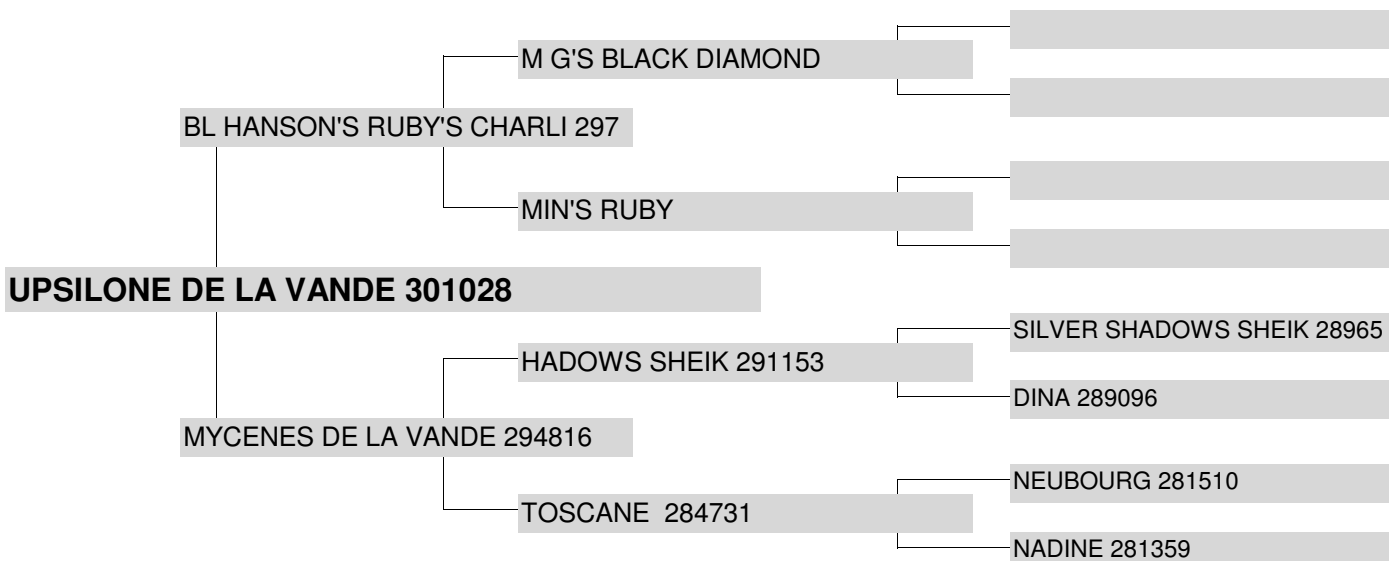 M G'S BLACK DIAMOND
BL HANSON'S RUBY'S CHARLI 297
MIN'S RUBY
UPSILONE DE LA VANDE 301028
SILVER SHADOWS SHEIK 28965
HADOWS SHEIK 291153
DINA 289096
MYCENES DE LA VANDE 294816
NEUBOURG 281510
TOSCANE 284731
NADINE 281359